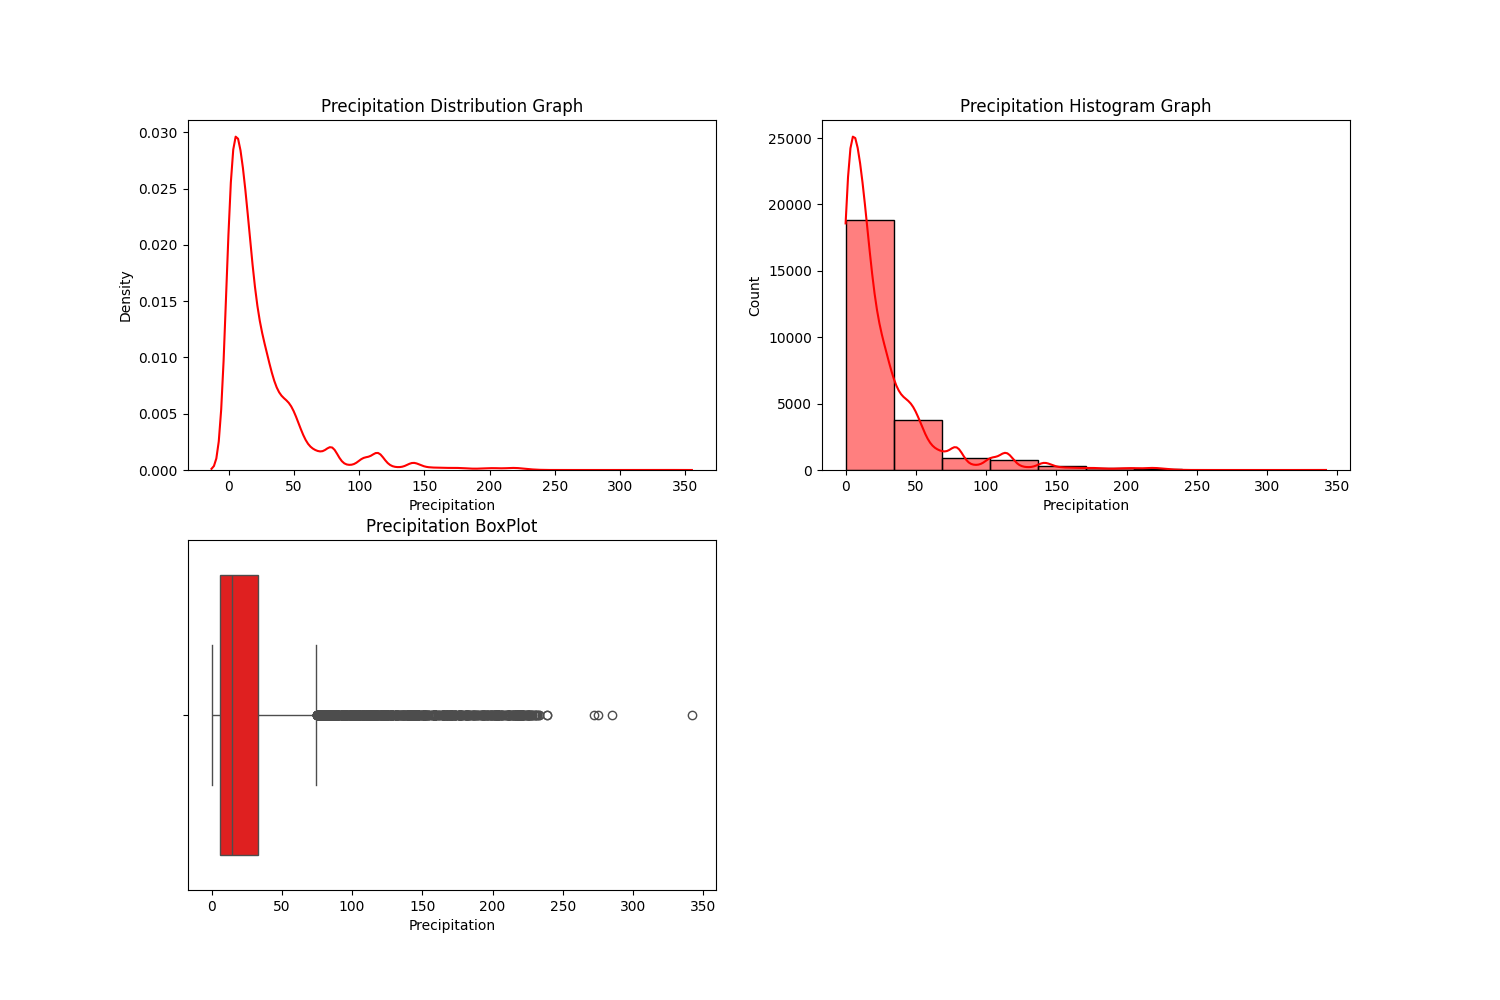 Precipitation Distribution Graph
0.030
0.025
0.020
0.015
0.010
0.005
0.000
Density
0 50 100 150 200 250 300 350
Precipitation
Precipitation Histogram Graph
25000
20000
15000
10000
5000
0
Count
0 50 100 150 200 250 300 350
Precipitation
Precipitation BoxPlot
0 50 100 150 200 250 300 350
Precipitation